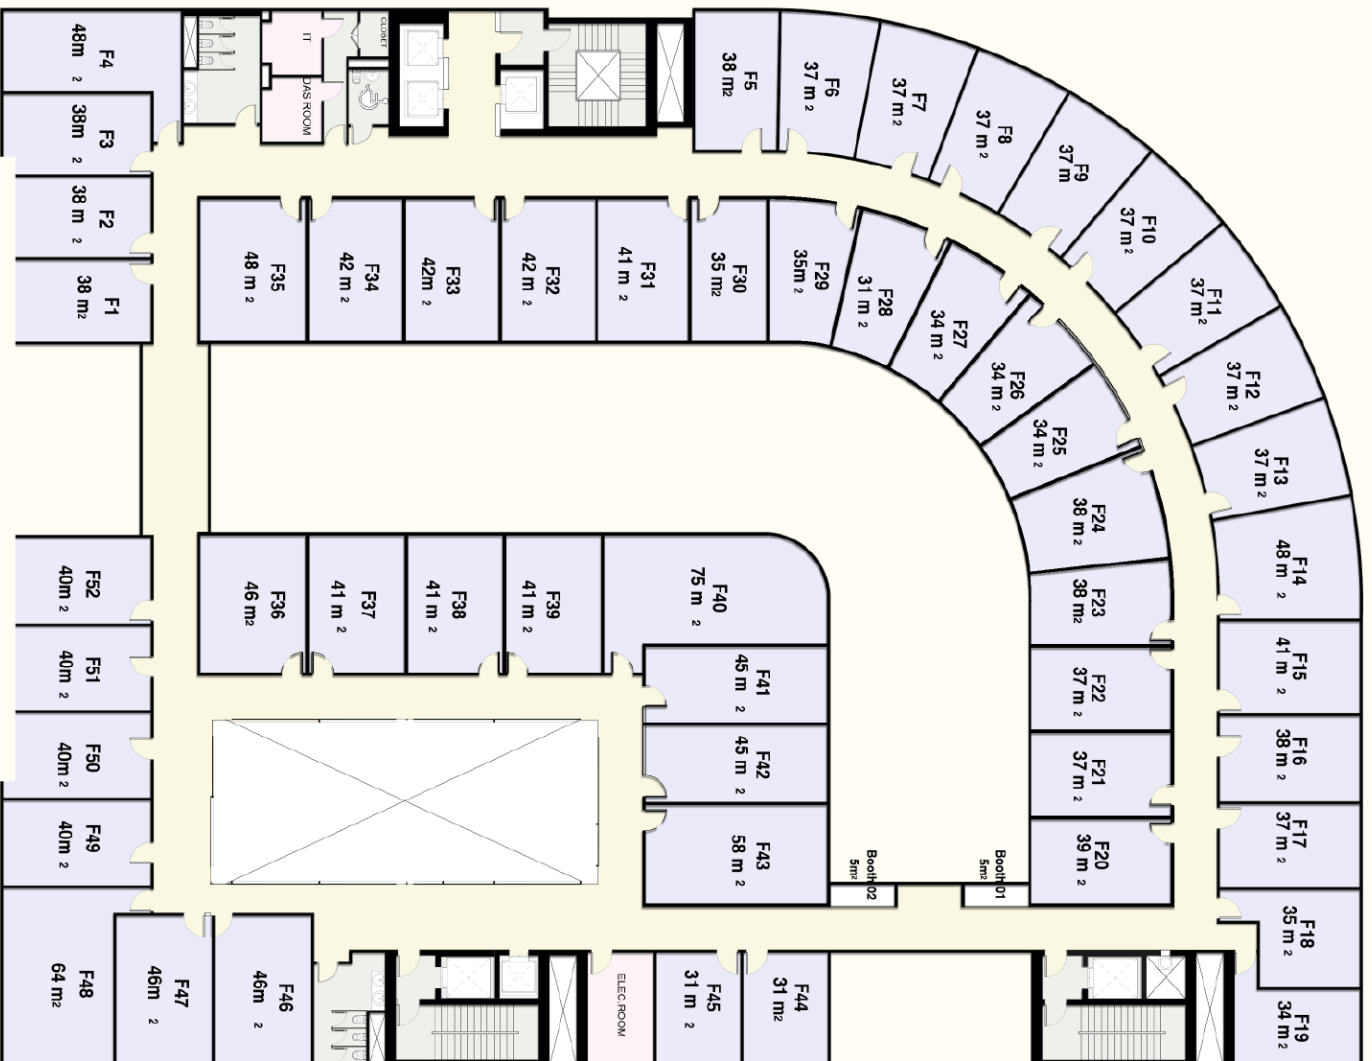 F4
48m 2
IT
CLOSET
DAS ROOM
F3
38m 2
F2
38 m 2
F1
38 m2
F5
38 m2
F6
37 m 2
F7
37 m 2
F8
37 m 2
F9
37 m
F10
37 m 2
F11
37 m 2
F12
37 m 2
F13
37 m 2
F14
48 m 2
F15
41 m 2
F16
38 m 2
F17
37 m 2
F18
35 m 2
F19
34 m 2
F35
48 m 2
F34
42 m 2
F33
42m 2
F32
42 m 2
F31
41 m 2
F30
35 m2
F29
35m 2
F28
31 m 2
F27
34 m 2
F26
34 m 2
F25
34 m 2
F24
38 m 2
F23
38 m2
F22
37 m 2
F21
37 m 2
F20
39 m 2
F36
46 m2
F37
41 m 2
F38
41 m 2
F39
41 m 2
F40
75 m 2
F41
45 m 2
F42
45 m 2
F43
58 m 2
Booth 02
5m2
Booth 01
5m2
F52
40m 2
F51
40m 2
F50
40m 2
F49
40m 2
F48
64 m2
F47
46m 2
F46
46m 2
ELEC.ROOM
F45
31 m 2
F44
31 m2